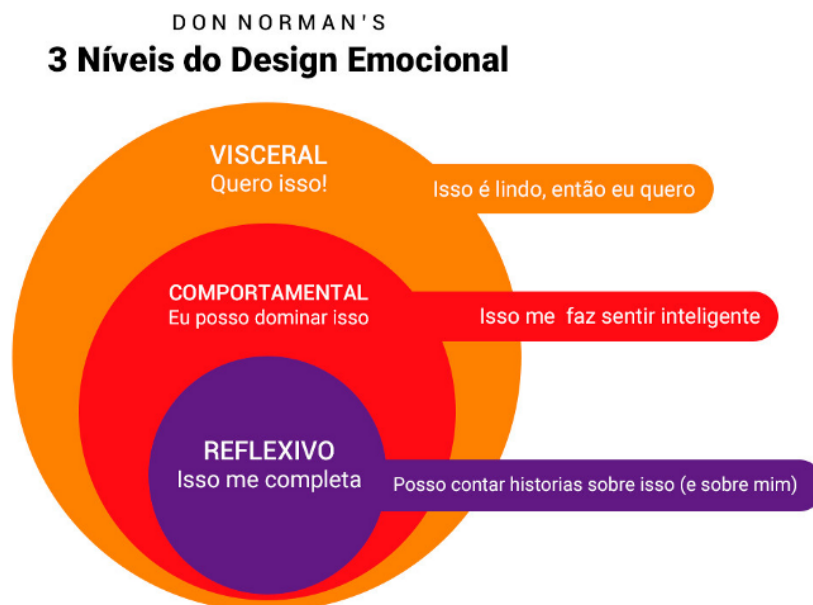 DON NORMAN'S
3 Níveis do Design Emocional
VISCERAL
Quero isso!
Isso é lindo, então eu quero
COMPORTAMENTAL
Eu posso dominar isso
Isso me faz sentir inteligente
REFLEXIVO
Isso me completa
Posso contar historias sobre isso (e sobre mim)